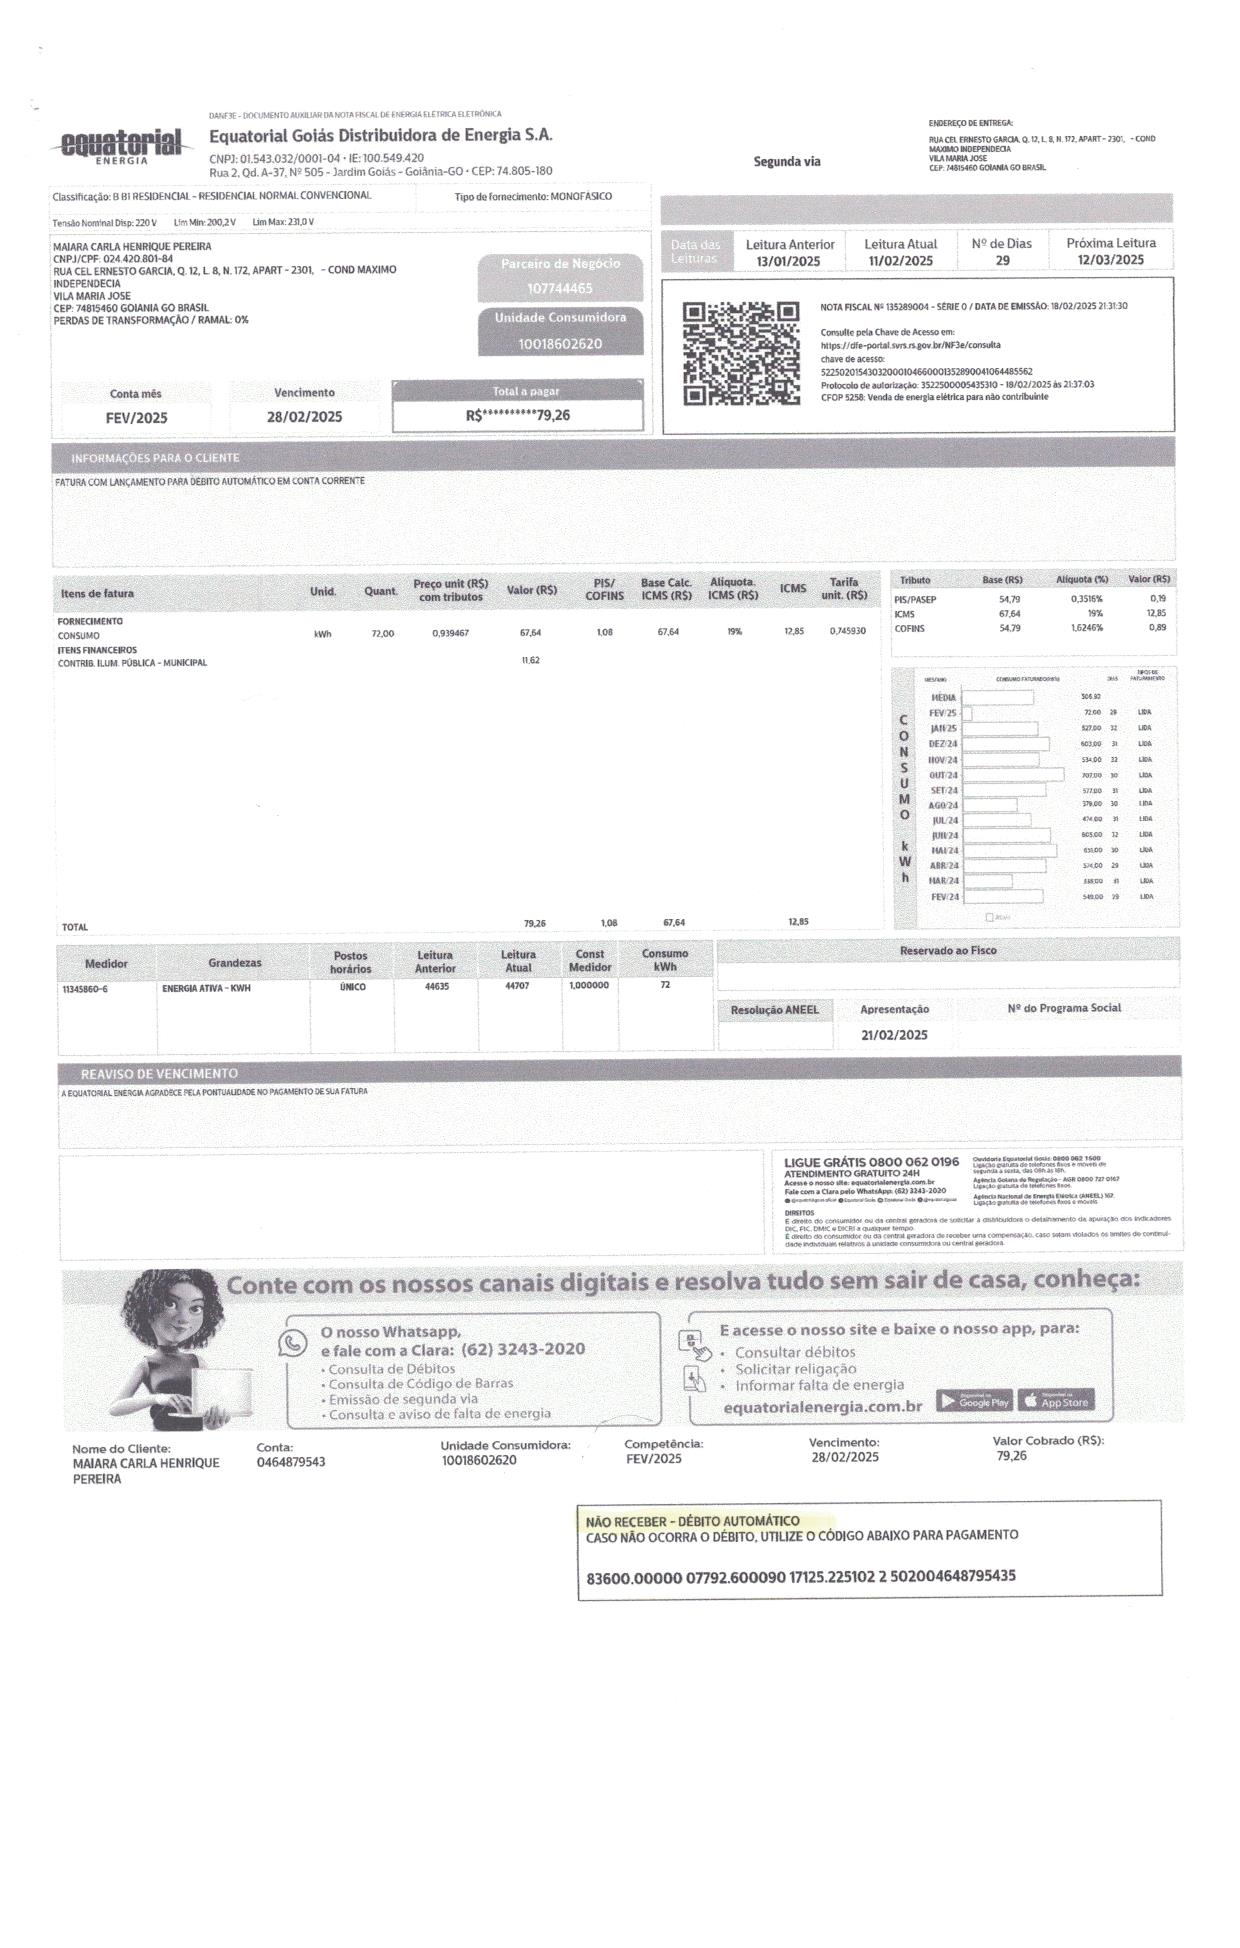 equatorial
ENERGIA
DANF3E - DOCUMENTO AUXILIAR DA NOTA FISCAL DE ENERGIA ELÉTRICA ELETRÔNICA
Equatorial Goiás Distribuidora de Energia S.A.
CNPJ: 01.543.032/0001-04 • IE: 100.549.420
Rua 2, Qd. A-37, Nº 505 - Jardim Goiás - Goiânia-GO • CEP: 74.805-180
Segunda via
ENDEREÇO DE ENTREGA:
RUA CEL ERNESTO GARCIA, Q. 12, L. 8, N. 172, APART - 2301, - COND
MAXIMO INDEPENDECIA
VILA MARIA JOSE
CEP: 74815460 GOIANIA GO BRASIL
Classificação: B B1 RESIDENCIAL - RESIDENCIAL NORMAL CONVENCIONAL
Tipo de fornecimento: MONOFÁSICO
Tensão Nominal Disp: 220 V Lim Min: 200,2 V Lim Max: 231,0 V
MAIARA CARLA HENRIQUE PEREIRA
CNPJ/CPF: 024.420.801-84
RUA CEL ERNESTO GARCIA, Q. 12, L. 8, N. 172, APART - 2301, - COND MAXIMO
INDEPENDECIA
VILA MARIA JOSE
CEP: 74815460 GOIANIA GO BRASIL
PERDAS DE TRANSFORMAÇÃO / RAMAL: 0%
Parceiro de Negócio
107744465
Unidade Consumidora
10018602620
Conta mês Vencimento Total a pagar
FEV/2025 28/02/2025 R$**********79,26
Data das Leituras
Leitura Anterior Leitura Atual Nº de Dias Próxima Leitura
13/01/2025 11/02/2025 29 12/03/2025
NOTA FISCAL Nº 135289004 - SÉRIE 0 / DATA DE EMISSÃO: 18/02/2025 21:31:30
Consulte pela Chave de Acesso em:
https://dfe-portal.svrs.rs.gov.br/NF3e/consulta
chave de acesso:
52250201543032000104660001352890041064485562
Protocolo de autorização: 3522500005435310 - 18/02/2025 às 21:37:03
CFOP 5258: Venda de energia elétrica para não contribuinte
INFORMAÇÕES PARA O CLIENTE
FATURA COM LANÇAMENTO PARA DÉBITO AUTOMÁTICO EM CONTA CORRENTE
Itens de fatura Unid. Quant. Preço unit (R$) com tributos Valor (R$) PIS/COFINS Base Calc. ICMS (R$) Alíquota. ICMS (R$) ICMS Tarifa unit. (R$)
FORNECIMENTO
CONSUMO kWh 72,00 0,939467 67,64 1,08 67,64 19% 12,85 0,745930
ITENS FINANCEIROS
CONTRIB. ILUM. PÚBLICA - MUNICIPAL 11,62
TOTAL 79,26 1,08 67,64 12,85
Tributo Base (R$) Alíquota (%) Valor (R$)
PIS/PASEP 54,79 0,3516% 0,19
ICMS 67,64 19% 12,85
COFINS 54,79 1,6246% 0,89
CONSUMO kWh
MÊS/ANO CONSUMO FATURADO(kWh) DIAS TIPOS DE FATURAMENTO
MÉDIA 506,92
FEV/25 72,00 29 LIDA
JAN/25 527,00 32 LIDA
DEZ/24 603,00 31 LIDA
NOV/24 534,00 32 LIDA
OUT/24 707,00 30 LIDA
SET/24 577,00 31 LIDA
AGO/24 379,00 30 LIDA
JUL/24 474,00 31 LIDA
JUN/24 605,00 32 LIDA
MAI/24 30 LIDA
ABR/24 574,00 29 LIDA
MAR/24 31 LIDA
FEV/24 549,00 29 LIDA
Medidor Grandezas Postos horários Leitura Anterior Leitura Atual Const Medidor Consumo kWh
11345860-6 ENERGIA ATIVA - KWH ÚNICO 44635 44707 1,000000 72
Reservado ao Fisco
Resolução ANEEL Apresentação Nº do Programa Social
21/02/2025
REAVISO DE VENCIMENTO
A EQUATORIAL ENERGIA AGRADECE PELA PONTUALIDADE NO PAGAMENTO DE SUA FATURA
LIGUE GRÁTIS 0800 062 0196
ATENDIMENTO GRATUITO 24H
Acesse o nosso site: equatorialenergia.com.br
Fale com a Clara pelo WhatsApp: (62) 3243-2020
Ouvidoria Equatorial Goiás: 0800 062 1500
Ligação gratuita de telefones fixos e móveis de
segunda a sexta, das 08h às 18h.
Agência Goiana de Regulação - AGR 0800 727 0167
Ligação gratuita de telefones fixos.
Agência Nacional de Energia Elétrica (ANEEL) 167.
Ligação gratuita de telefones fixos e móveis
DIREITOS
É direito do consumidor ou da central geradora de solicitar à distribuidora o detalhamento da apuração dos indicadores
DIC, FIC, DMIC e DICRI a qualquer tempo.
É direito do consumidor ou da central geradora de receber uma compensação, caso sejam violados os limites de continui-
dade individuais relativos à unidade consumidora ou central geradora.
Conte com os nossos canais digitais e resolva tudo sem sair de casa, conheça:
O nosso Whatsapp,
e fale com a Clara: (62) 3243-2020
• Consulta de Débitos
• Consulta de Código de Barras
• Emissão de segunda via
• Consulta e aviso de falta de energia
E acesse o nosso site e baixe o nosso app, para:
• Consultar débitos
• Solicitar religação
• Informar falta de energia
equatorialenergia.com.br
Disponível no Google Play
Disponível na App Store
Nome do Cliente: Conta: Unidade Consumidora: Competência: Vencimento: Valor Cobrado (R$):
MAIARA CARLA HENRIQUE 0464879543 10018602620 FEV/2025 28/02/2025 79,26
PEREIRA
NÃO RECEBER - DÉBITO AUTOMÁTICO
CASO NÃO OCORRA O DÉBITO, UTILIZE O CÓDIGO ABAIXO PARA PAGAMENTO
83600.00000 07792.600090 17125.225102 2 502004648795435